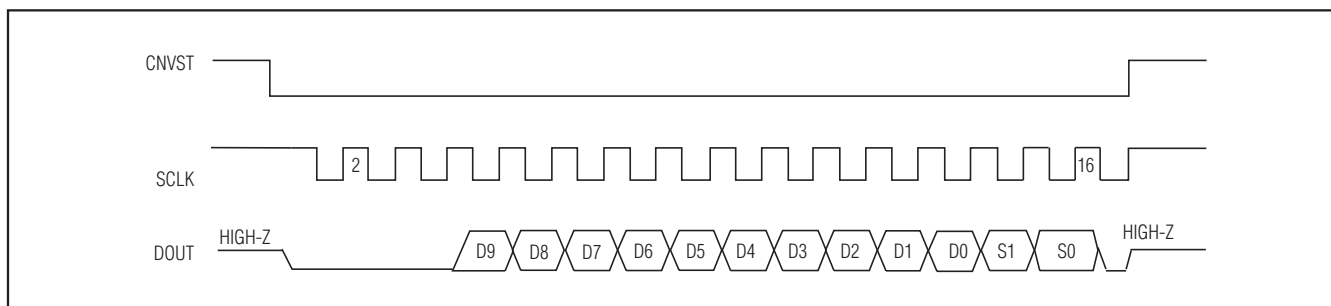 CNVST
SCLK
2
16
DOUT
HIGH-Z
D9 D8 D7 D6 D5 D4 D3 D2 D1 D0 S1 S0
HIGH-Z